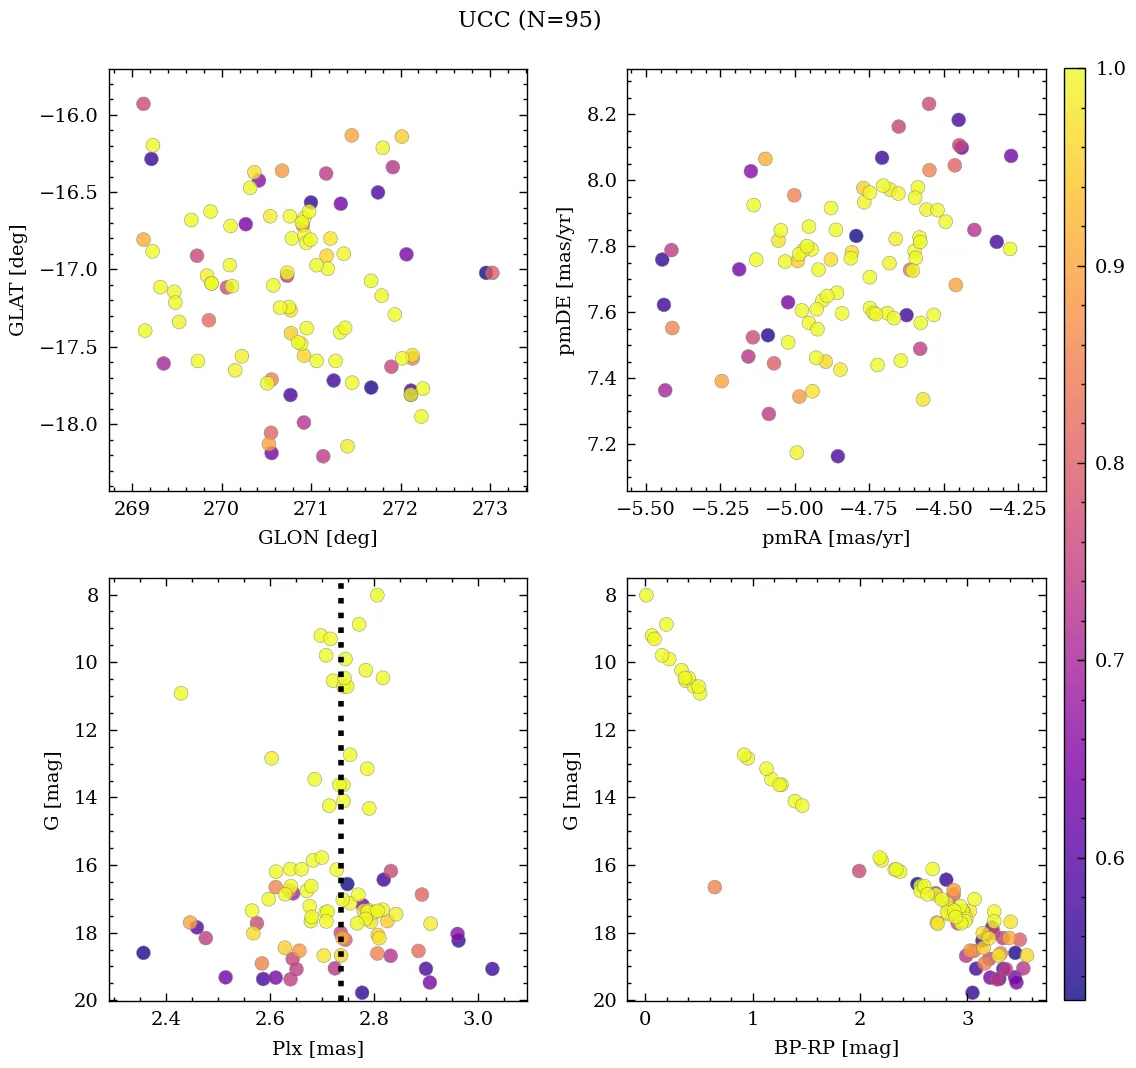 UCC (N=95)
−16.0
−16.5
−17.0
−17.5
−18.0
GLAT [deg]
269 270 271 272 273
GLON [deg]
8.2
8.0
7.8
7.6
7.4
7.2
pmDE [mas/yr]
−5.50 −5.25 −5.00 −4.75 −4.50 −4.25
pmRA [mas/yr]
1.0
0.9
0.8
0.7
0.6
8
10
12
14
16
18
20
G [mag]
2.4 2.6 2.8 3.0
Plx [mas]
8
10
12
14
16
18
20
G [mag]
0 1 2 3
BP-RP [mag]